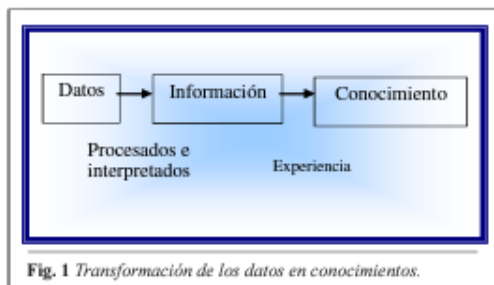 Datos Información Conocimiento
Procesados e
interpretados
Experiencia
Fig. 1 Transformación de los datos en conocimientos.